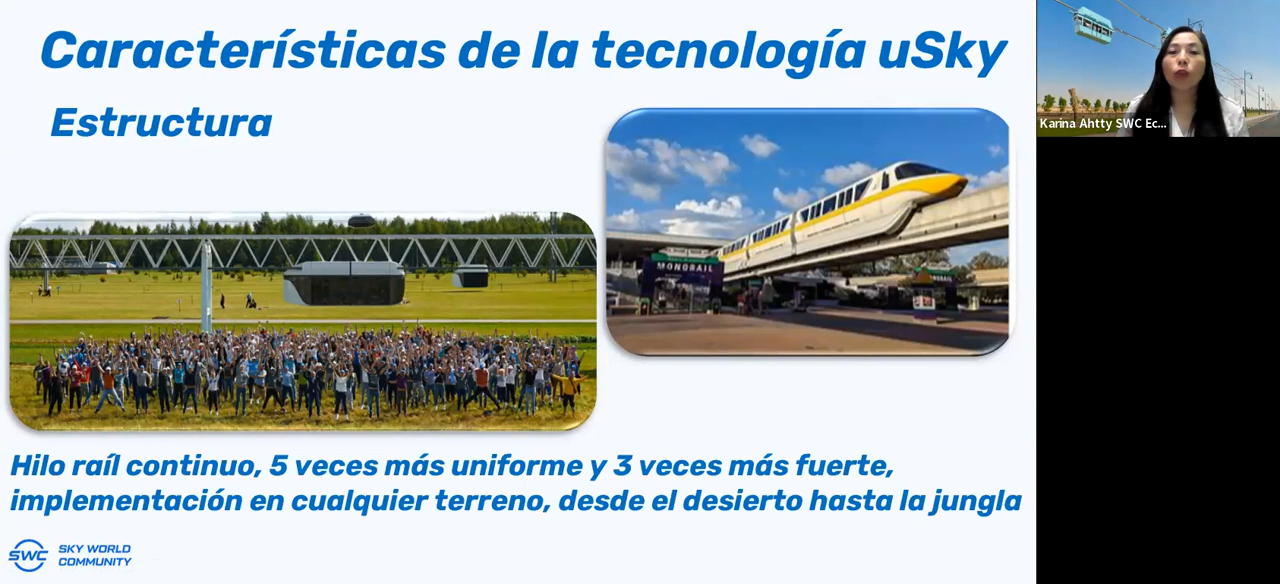 Características de la tecnología uSky
Estructura
MONORAIL
Hilo raíl continuo, 5 veces más uniforme y 3 veces más fuerte,
implementación en cualquier terreno, desde el desierto hasta la jungla
SWC SKY WORLD
COMMUNITY
Karina Ahtty SWC Ec...